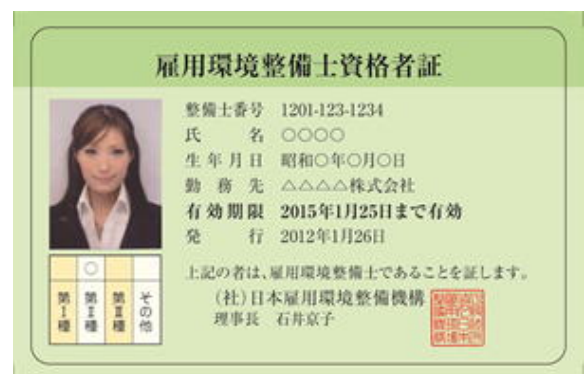 雇用環境整備士資格者証
整備士番号 1201-123-1234
氏名 ○○○○
生年月日 昭和○年○月○日
勤務先 △△△△株式会社
有効期限 2015年1月25日まで有効
発行 2012年1月26日
○
第Ⅰ種 第Ⅱ種 第Ⅲ種 その他
上記の者は、雇用環境整備士であることを証します。
(社)日本雇用環境整備機構
理事長 石井京子